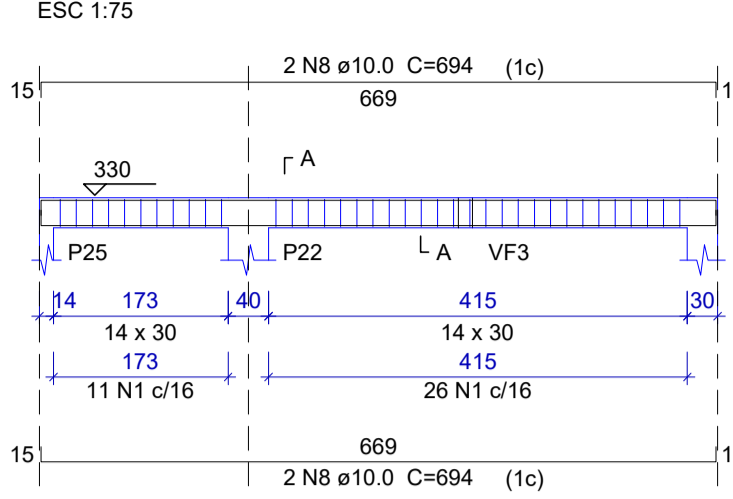 ESC 1:75
2 N8 ø10.0 C=694 (1c)
15 669 1
A
330
P25 P22 A VF3
14 173 40 415 30
14 x 30 14 x 30
173 415
11 N1 c/16 26 N1 c/16
15 669 1
2 N8 ø10.0 C=694 (1c)